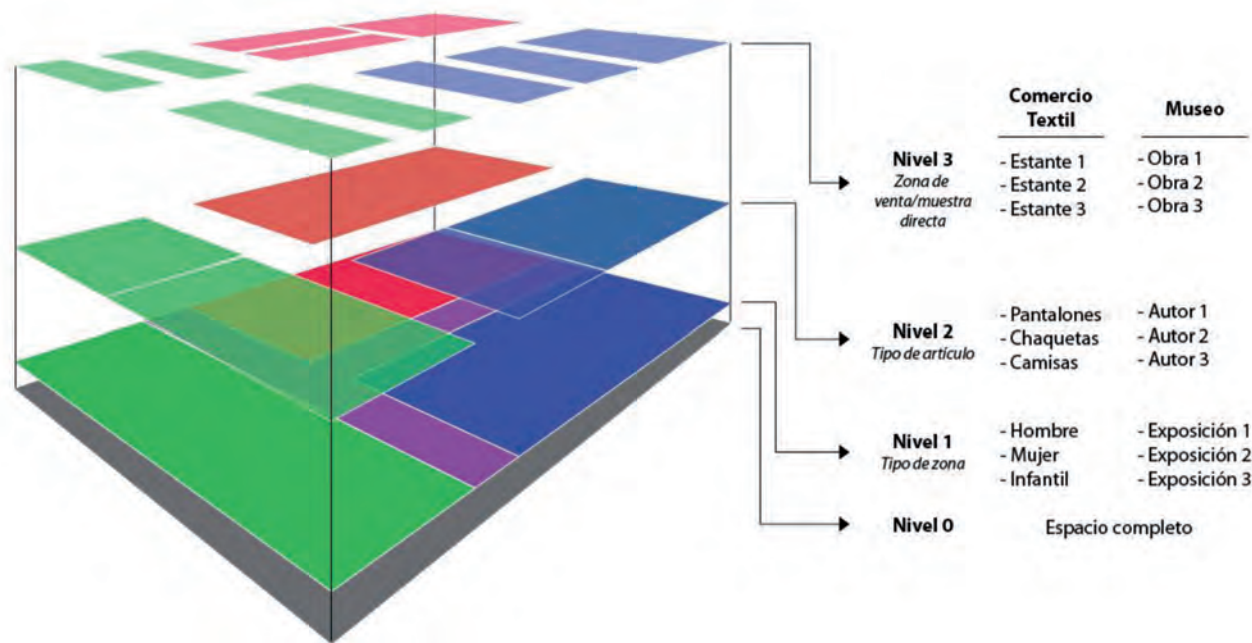 Comercio
Textil
Museo
Nivel 3
Zona de
venta/muestra
directa
- Estante 1
- Estante 2
- Estante 3
- Obra 1
- Obra 2
- Obra 3
Nivel 2
Tipo de artículo
- Pantalones
- Chaquetas
- Camisas
- Autor 1
- Autor 2
- Autor 3
Nivel 1
Tipo de zona
- Hombre
- Mujer
- Infantil
- Exposición 1
- Exposición 2
- Exposición 3
Nivel 0
Espacio completo